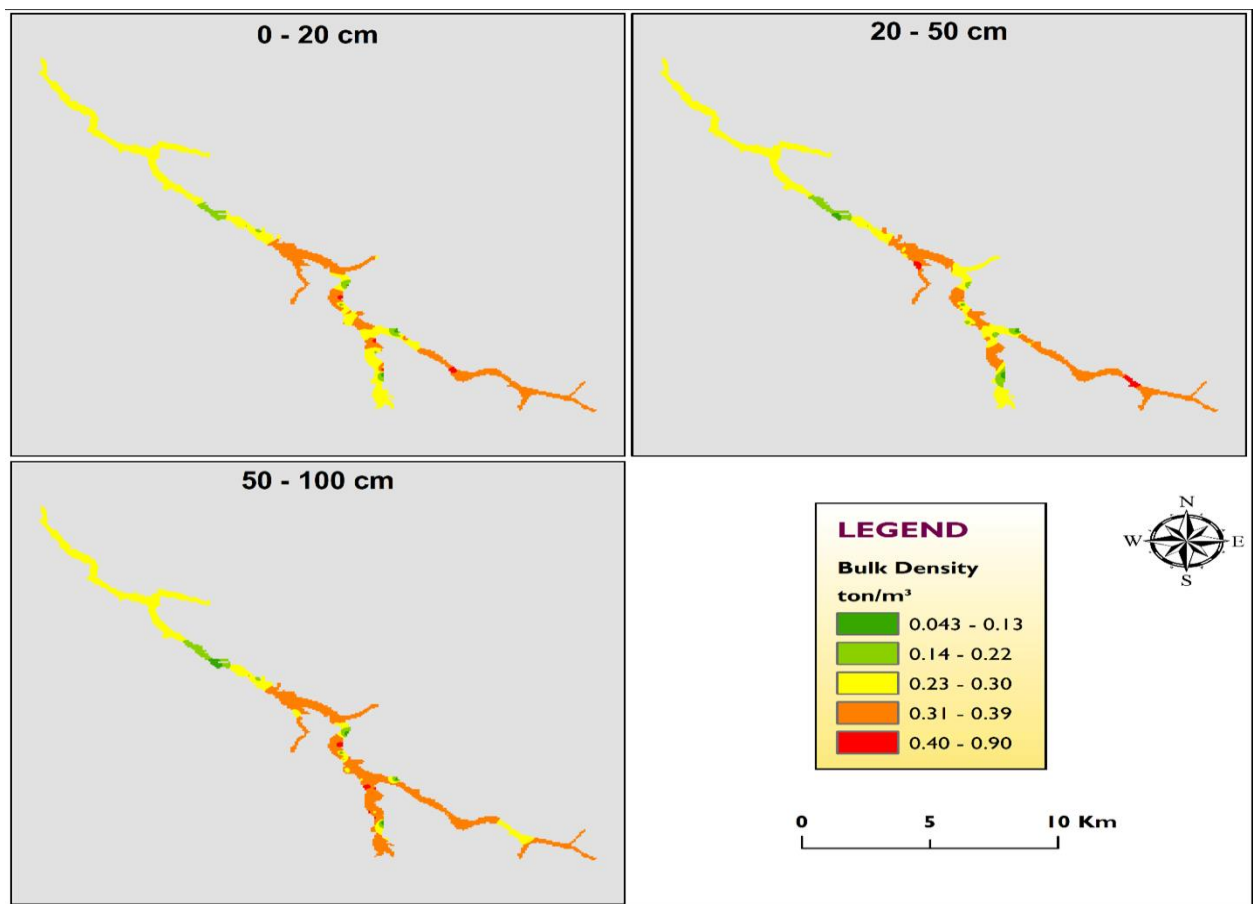 0 - 20 cm
20 - 50 cm
50 - 100 cm
LEGEND
Bulk Density
ton/m³
0.043 - 0.13
0.14 - 0.22
0.23 - 0.30
0.31 - 0.39
0.40 - 0.90
N
W E
S
0 5 10 Km